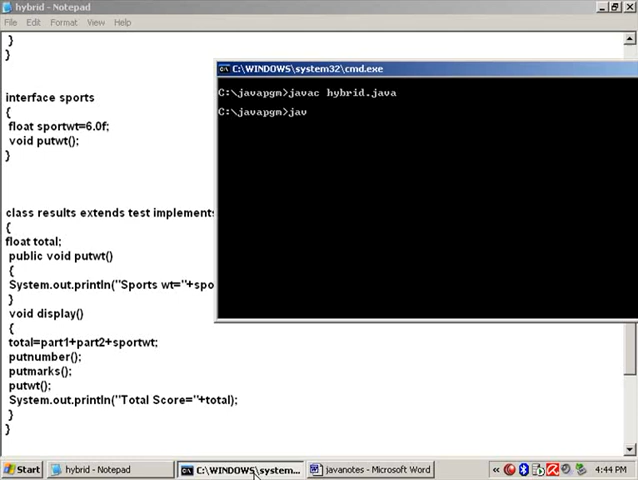 hybrid - Notepad
File Edit Format View Help
}
}
interface sports
{
float sportwt=6.0f;
void putwt();
}
class results extends test implements
{
float total;
public void putwt()
{
System.out.println("Sports wt="+spo
}
void display()
{
total=part1+part2+sportwt;
putnumber();
putmarks();
putwt();
System.out.println("Total Score="+total);
}
}
C:\WINDOWS\system32\cmd.exe
C:\javapgm>javac hybrid.java
C:\javapgm>jav
Start
hybrid - Notepad
C:\WINDOWS\system...
javanotes - Microsoft Word
4:44 PM